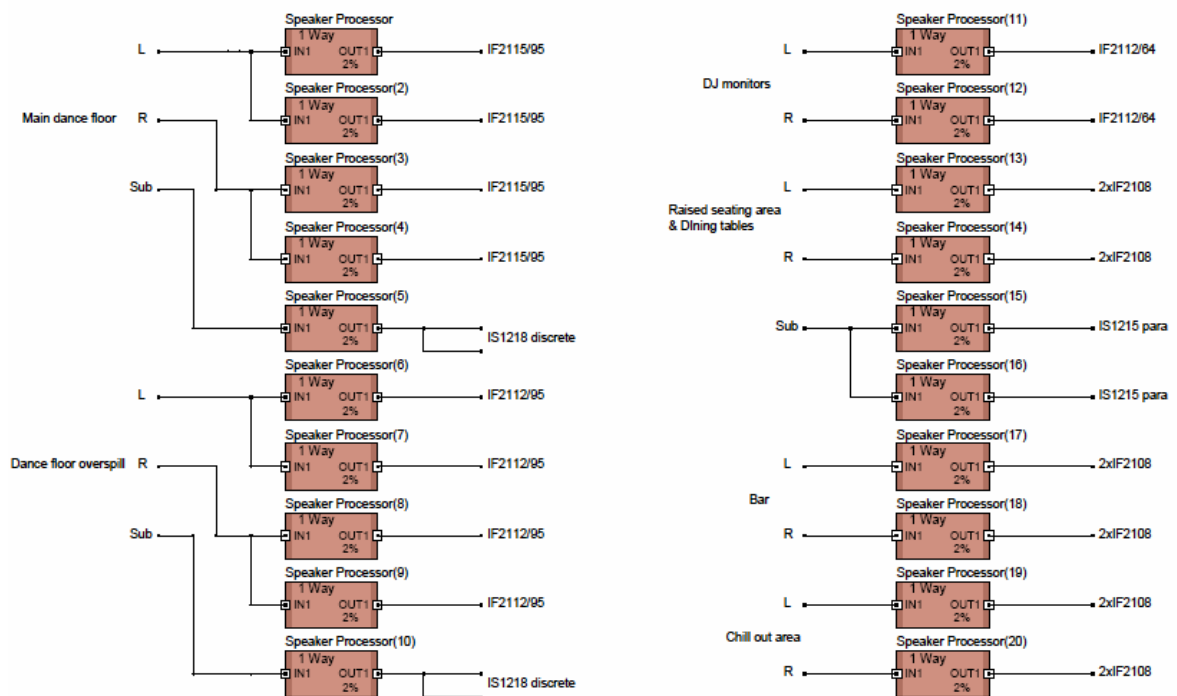 Speaker Processor
1 Way
L IN1 OUT1 IF2115/95
2%
Speaker Processor(2)
1 Way
IN1 OUT1 IF2115/95
2%
Main dance floor R
Speaker Processor(3)
1 Way
IN1 OUT1 IF2115/95
2%
Sub
Speaker Processor(4)
1 Way
IN1 OUT1 IF2115/95
2%
Speaker Processor(5)
1 Way
IN1 OUT1
2%
IS1218 discrete
Speaker Processor(6)
1 Way
L IN1 OUT1 IF2112/95
2%
Speaker Processor(7)
1 Way
IN1 OUT1 IF2112/95
2%
Dance floor overspill R
Speaker Processor(8)
1 Way
IN1 OUT1 IF2112/95
2%
Sub
Speaker Processor(9)
1 Way
IN1 OUT1 IF2112/95
2%
Speaker Processor(10)
1 Way
IN1 OUT1
2%
IS1218 discrete
Speaker Processor(11)
1 Way
L IN1 OUT1 IF2112/64
2%
DJ monitors
Speaker Processor(12)
1 Way
R IN1 OUT1 IF2112/64
2%
Speaker Processor(13)
1 Way
L IN1 OUT1 2xIF2108
2%
Raised seating area
& DIning tables
Speaker Processor(14)
1 Way
R IN1 OUT1 2xIF2108
2%
Speaker Processor(15)
1 Way
Sub IN1 OUT1 IS1215 para
2%
Speaker Processor(16)
1 Way
IN1 OUT1 IS1215 para
2%
Speaker Processor(17)
1 Way
L IN1 OUT1 2xIF2108
2%
Bar
Speaker Processor(18)
1 Way
R IN1 OUT1 2xIF2108
2%
Speaker Processor(19)
1 Way
L IN1 OUT1 2xIF2108
2%
Chill out area
Speaker Processor(20)
1 Way
R IN1 OUT1 2xIF2108
2%